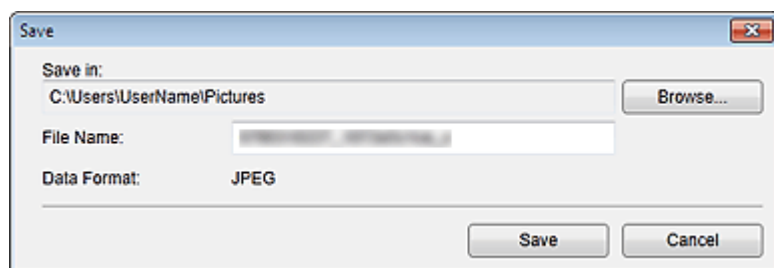 Save
Save in:
C:\Users\UserName\Pictures
Browse...
File Name:
Data Format: JPEG
Save Cancel